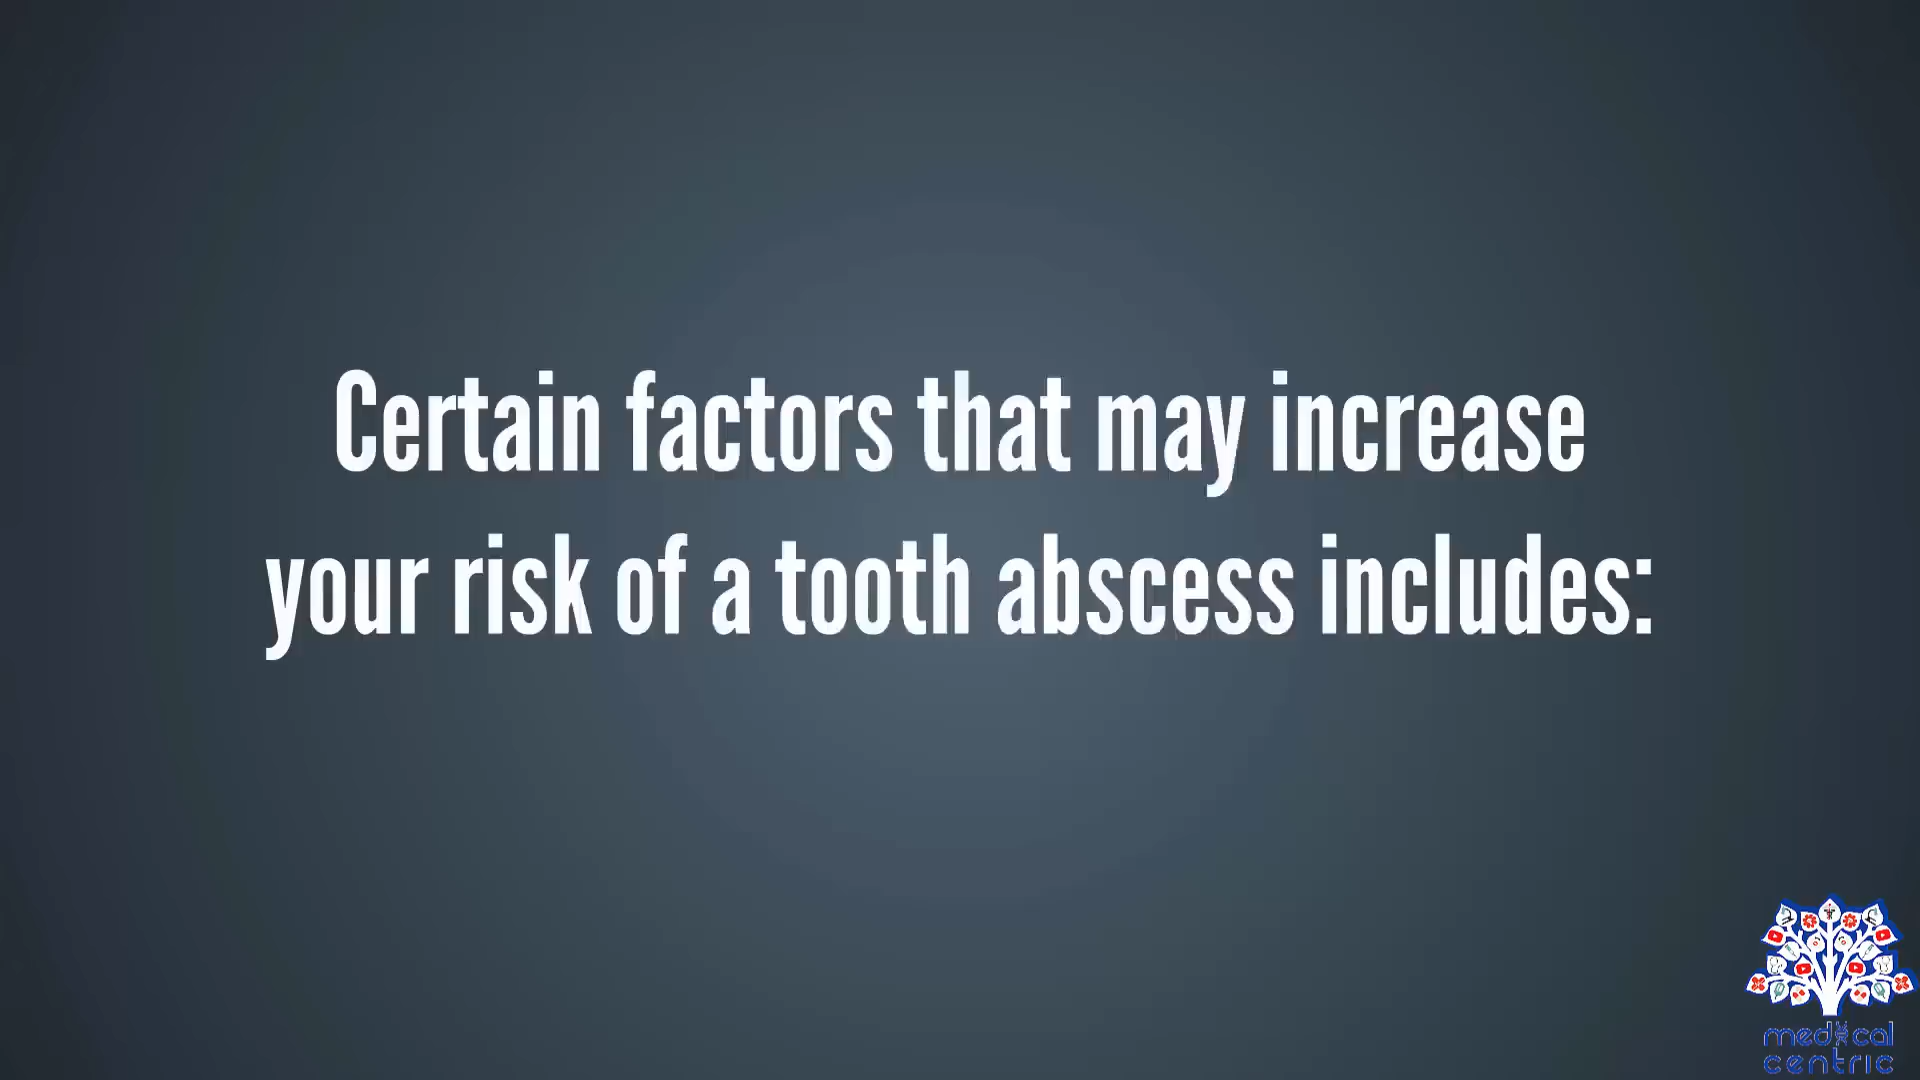 Certain factors that may increase
your risk of a tooth abscess includes:
medical
centric